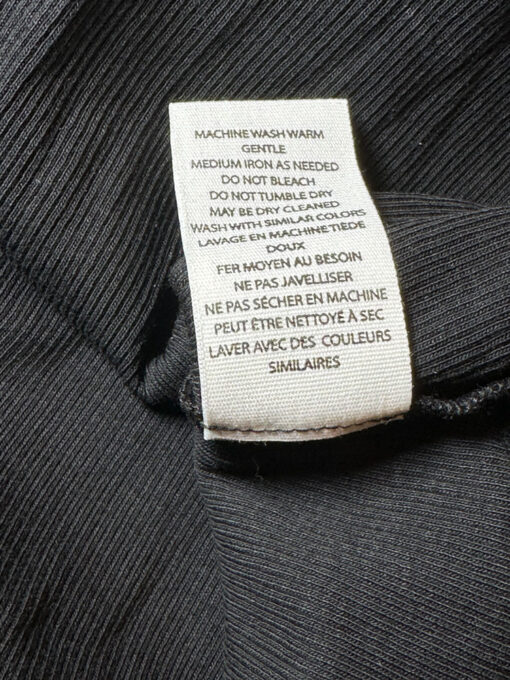 MACHINE WASH WARM
GENTLE
MEDIUM IRON AS NEEDED
DO NOT BLEACH
DO NOT TUMBLE DRY
MAY BE DRY CLEANED
WASH WITH SIMILAR COLORS
LAVAGE EN MACHINE TIÈDE
DOUX
FER MOYEN AU BESOIN
NE PAS JAVELLISER
NE PAS SÉCHER EN MACHINE
PEUT ÊTRE NETTOYÉ À SEC
LAVER AVEC DES COULEURS
SIMILAIRES